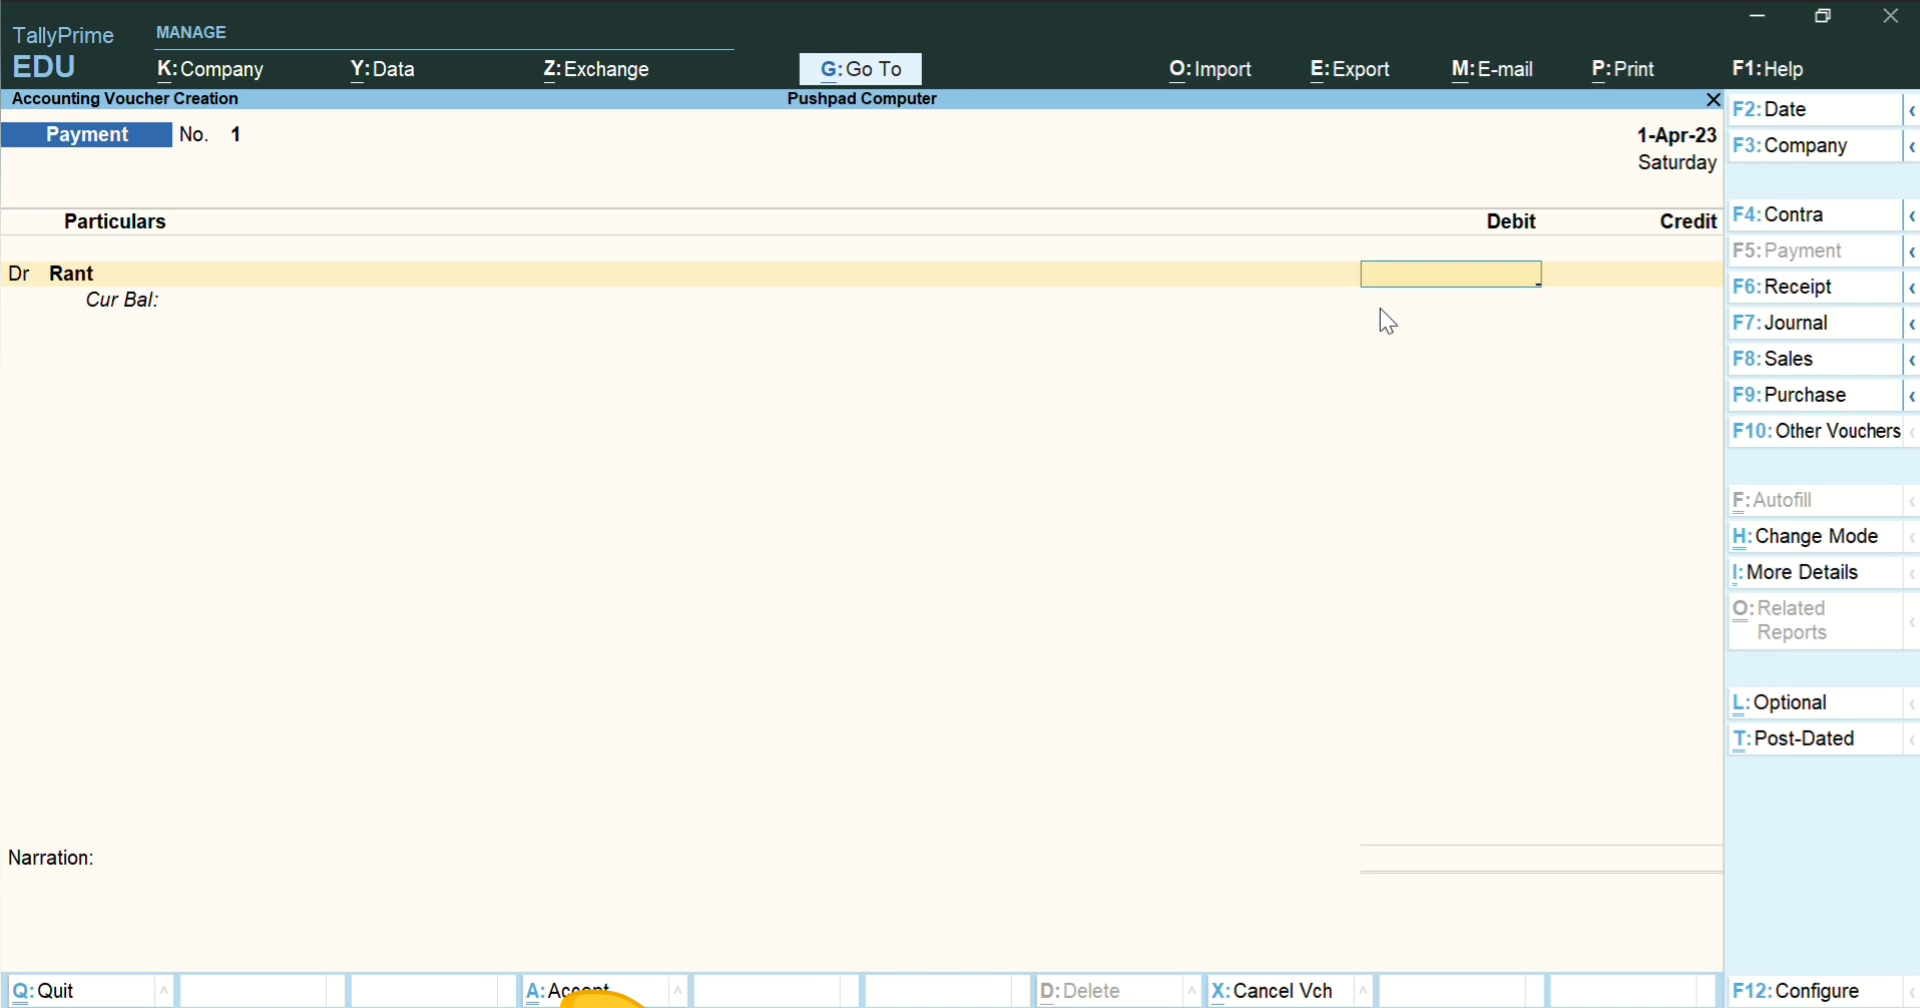 TallyPrime
EDU
MANAGE
K: Company
Y: Data
Z: Exchange
G: Go To
O: Import
E: Export
M: E-mail
P: Print
F1: Help
Accounting Voucher Creation
Pushpad Computer
Payment No. 1
1-Apr-23
Saturday
Particulars Debit Credit
Dr Rant
Cur Bal:
Narration:
F2: Date
F3: Company
F4: Contra
F5: Payment
F6: Receipt
F7: Journal
F8: Sales
F9: Purchase
F10: Other Vouchers
F: Autofill
H: Change Mode
I: More Details
O: Related
Reports
L: Optional
T: Post-Dated
Q: Quit
A: Accept
D: Delete
X: Cancel Vch
F12: Configure